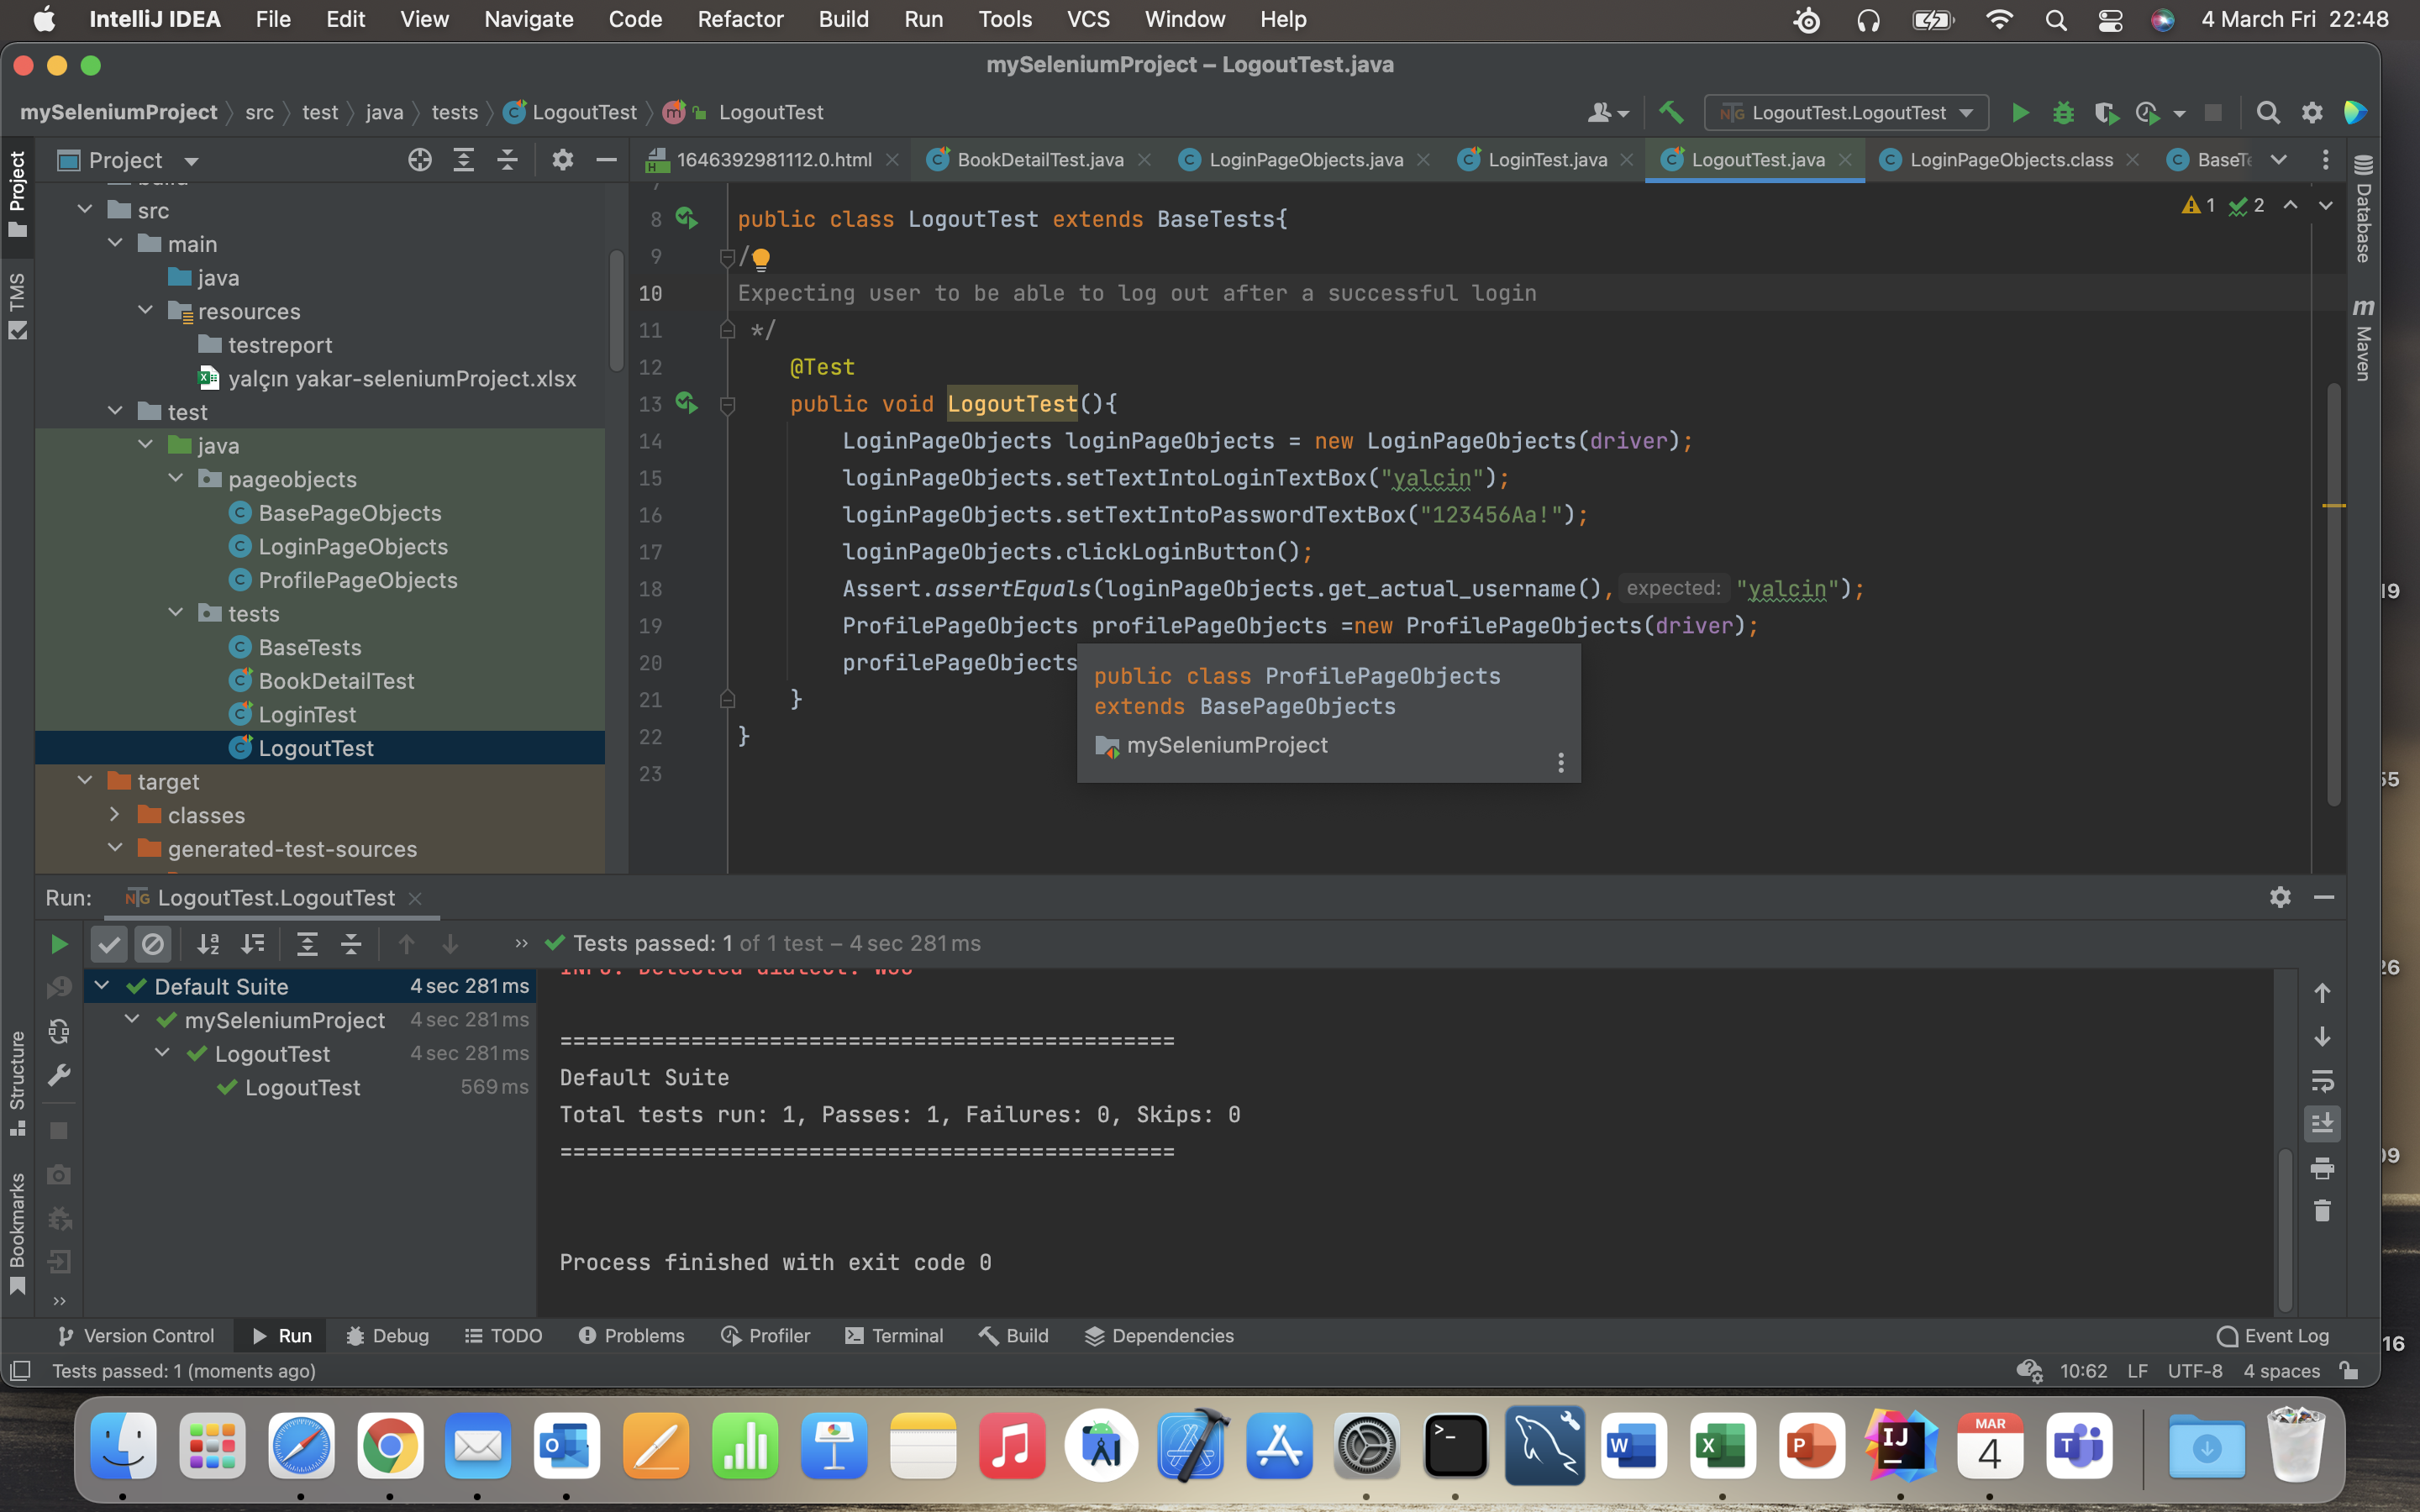 IntelliJ IDEA File Edit View Navigate Code Refactor Build Run Tools VCS Window Help 4 March Fri 22:48
mySeleniumProject – LogoutTest.java
mySeleniumProject src test java tests LogoutTest LogoutTest LogoutTest.LogoutTest
Project
1646392981112.0.html BookDetailTest.java LoginPageObjects.java LoginTest.java LogoutTest.java LoginPageObjects.class
Project
TMS
Structure
Bookmarks
src
main
java
resources
testreport
yalçın yakar-seleniumProject.xlsx
test
java
pageobjects
BasePageObjects
LoginPageObjects
ProfilePageObjects
tests
BaseTests
BookDetailTest
LoginTest
LogoutTest
target
classes
generated-test-sources
1 2
8 public class LogoutTest extends BaseTests{
9 /
10 Expecting user to be able to log out after a successful login
11 */
12 @Test
13 public void LogoutTest(){
14 LoginPageObjects loginPageObjects = new LoginPageObjects(driver);
15 loginPageObjects.setTextIntoLoginTextBox("yalcin");
16 loginPageObjects.setTextIntoPasswordTextBox("123456Aa!");
17 loginPageObjects.clickLoginButton();
18 Assert.assertEquals(loginPageObjects.get_actual_username(), expected: "yalcin");
19 ProfilePageObjects profilePageObjects =new ProfilePageObjects(driver);
20 profilePageObjects
21 }
22 }
23
public class ProfilePageObjects
extends BasePageObjects
mySeleniumProject
Database
m Maven
Run: LogoutTest.LogoutTest
Tests passed: 1 of 1 test – 4 sec 281 ms
Default Suite 4 sec 281 ms
mySeleniumProject 4 sec 281 ms
LogoutTest 4 sec 281 ms
LogoutTest 569 ms
===============================================
Default Suite
Total tests run: 1, Passes: 1, Failures: 0, Skips: 0
===============================================
Process finished with exit code 0
Version Control Run Debug TODO Problems Profiler Terminal Build Dependencies Event Log
Tests passed: 1 (moments ago) 10:62 LF UTF-8 4 spaces
MAR
4